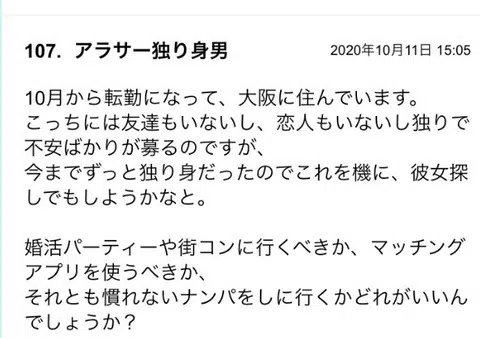 107. アラサー独り身男 2020年10月11日 15:05
10月から転勤になって、大阪に住んでいます。
こっちには友達もいないし、恋人もいないし独りで
不安ばかりが募るのですが、
今までずっと独り身だったのでこれを機に、彼女探
しでもしようかなと。
婚活パーティーや街コンに行くべきか、マッチング
アプリを使うべきか、
それとも慣れないナンパをしに行くかどれがいいん
でしょうか？